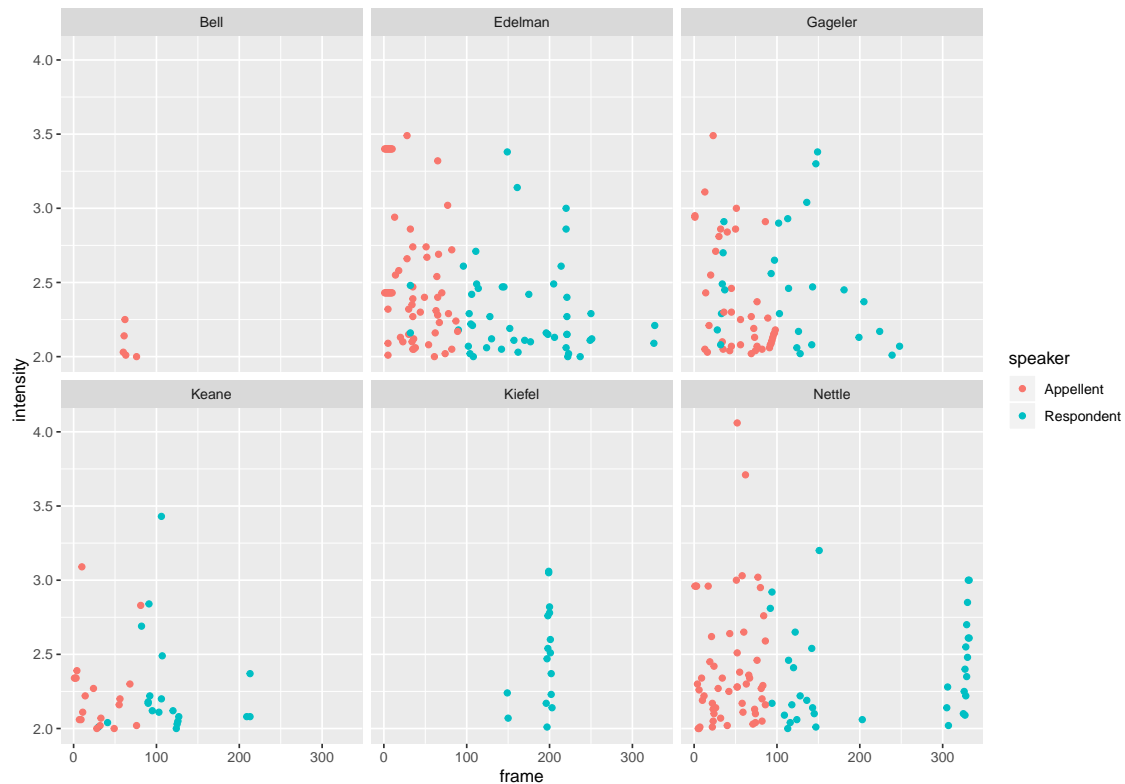 Bell Edelman Gageler
4.0
3.5
3.0
2.5
2.0
Keane Kiefel Nettle
4.0
3.5
3.0
2.5
2.0
0 100 200 300 0 100 200 300 0 100 200 300
frame
intensity
speaker
Appellent
Respondent